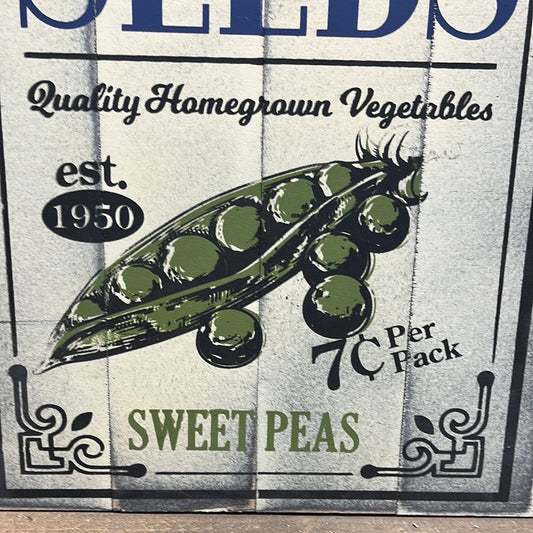 SEEDS
Quality Homegrown Vegetables
est.
1950
7¢ Per
Pack
SWEET PEAS